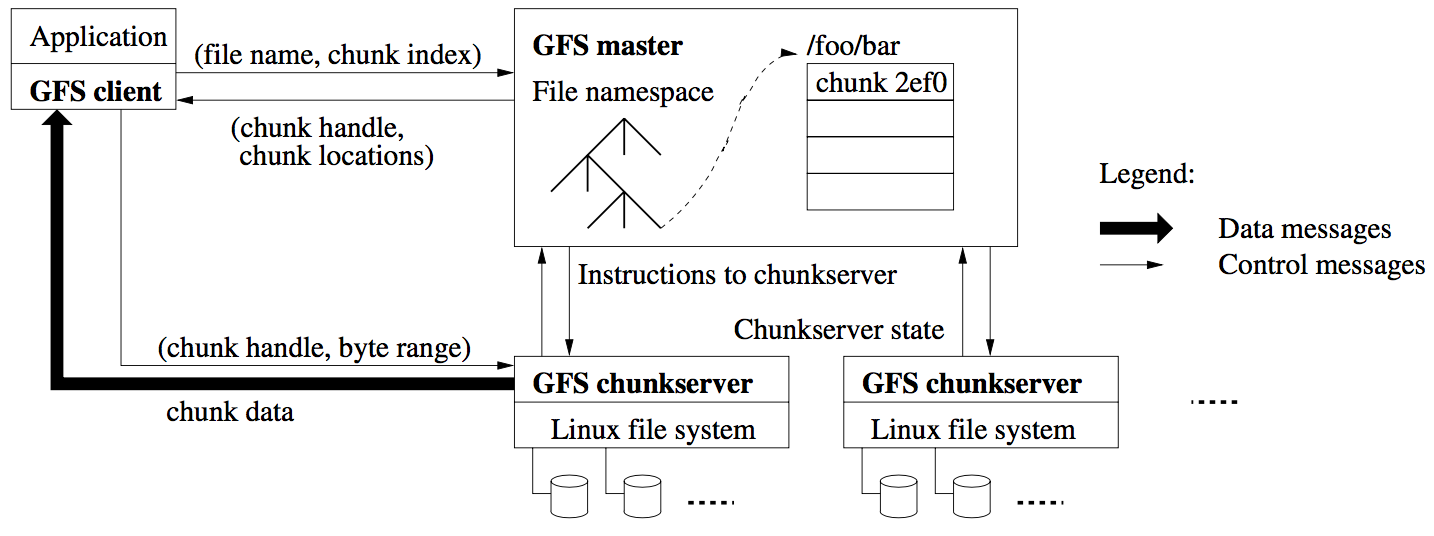 Application
GFS client
(file name, chunk index)
(chunk handle,
chunk locations)
GFS master
File namespace
/foo/bar
chunk 2ef0
Legend:
Data messages
Control messages
Instructions to chunkserver
Chunkserver state
(chunk handle, byte range)
chunk data
GFS chunkserver
Linux file system
GFS chunkserver
Linux file system